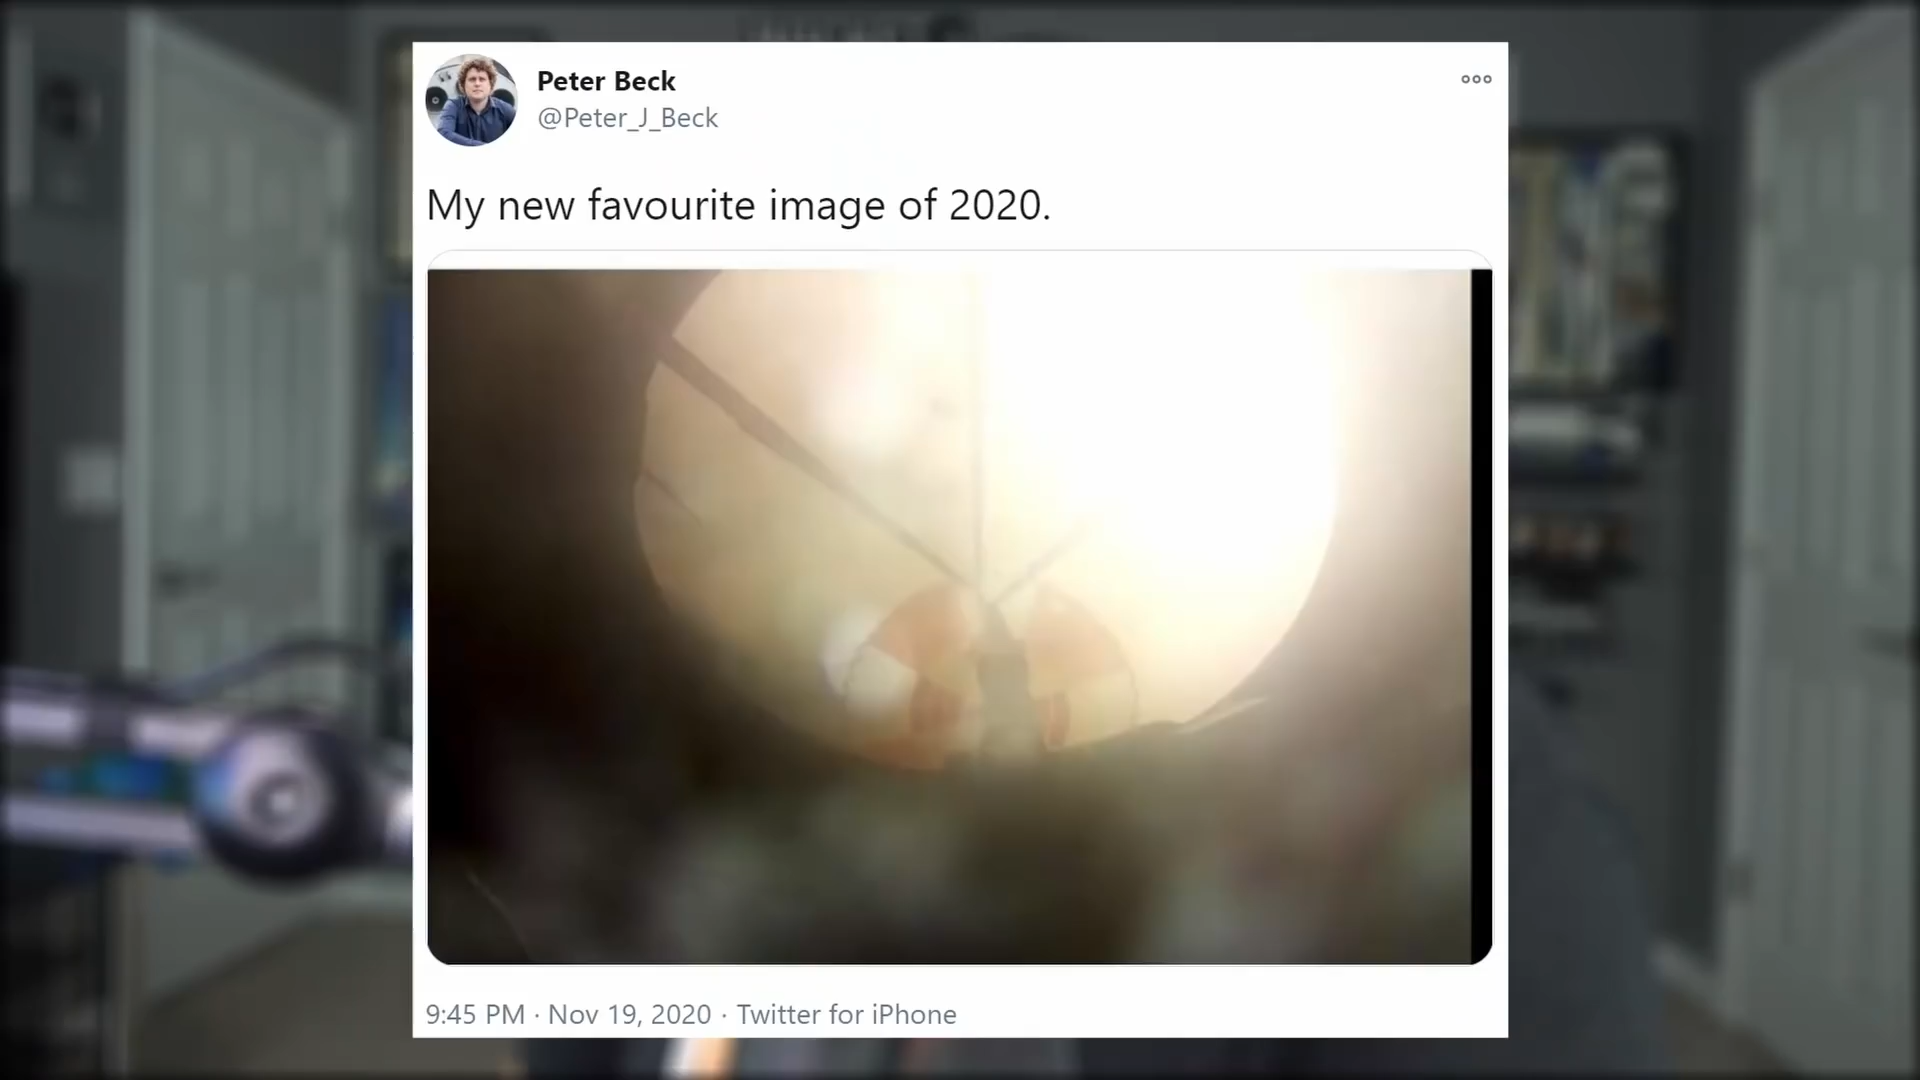 Peter Beck
@Peter_J_Beck
My new favourite image of 2020.
9:45 PM · Nov 19, 2020 · Twitter for iPhone